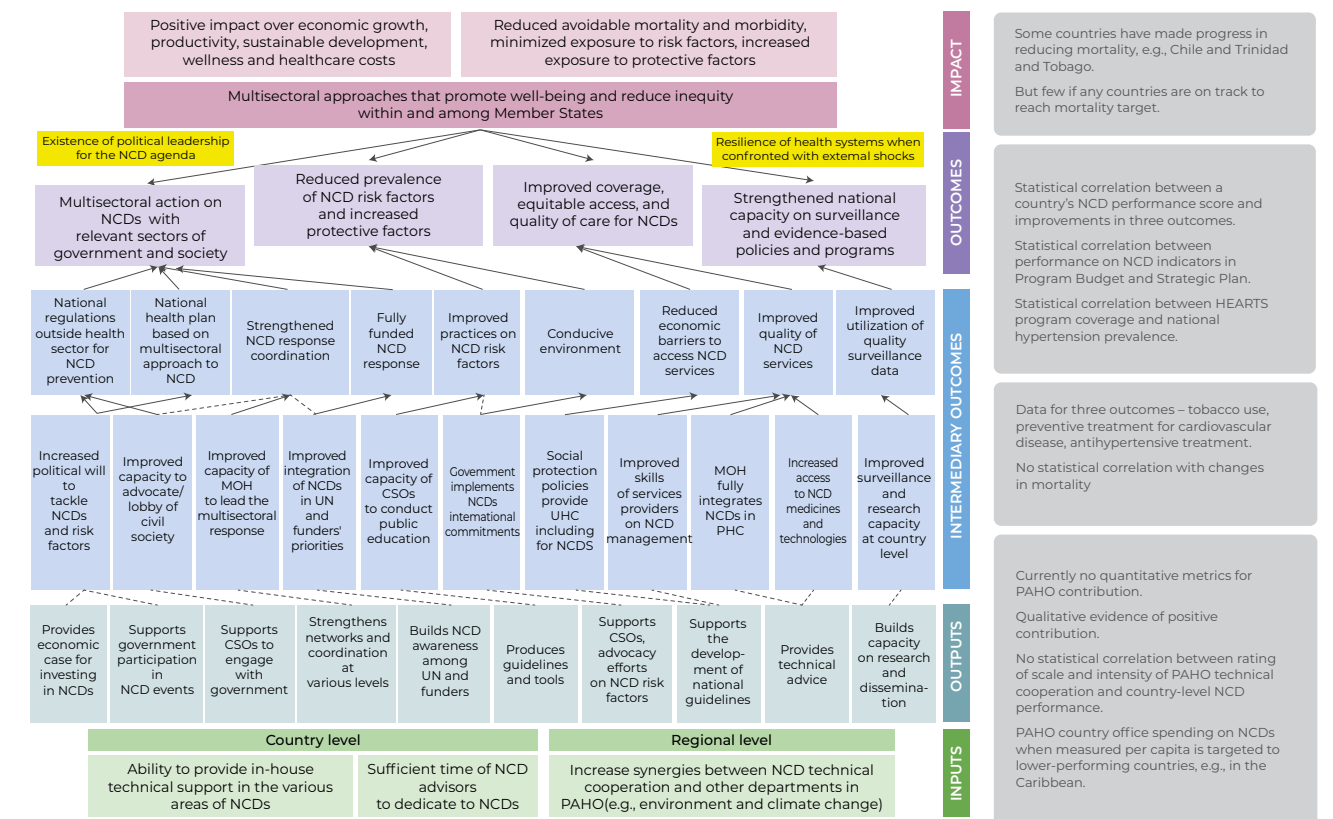 Positive impact over economic growth,
productivity, sustainable development,
wellness and healthcare costs
Reduced avoidable mortality and morbidity,
minimized exposure to risk factors, increased
exposure to protective factors
Multisectoral approaches that promote well-being and reduce inequity
within and among Member States
IMPACT
Some countries have made progress in
reducing mortality, e.g., Chile and Trinidad
and Tobago.
But few if any countries are on track to
reach mortality target.
Existence of political leadership
for the NCD agenda
Resilience of health systems when
confronted with external shocks
Multisectoral action on
NCDs with
relevant sectors of
government and society
Reduced prevalence
of NCD risk factors
and increased
protective factors
Improved coverage,
equitable access, and
quality of care for NCDs
Strengthened national
capacity on surveillance
and evidence-based
policies and programs
OUTCOMES
Statistical correlation between a
country's NCD performance score and
improvements in three outcomes.
Statistical correlation between
performance on NCD indicators in
Program Budget and Strategic Plan.
Statistical correlation between HEARTS
program coverage and national
hypertension prevalence.
National
regulations
outside health
sector for
NCD
prevention
National
health plan
based on
multisectoral
approach to
NCD
Strengthened
NCD response
coordination
Fully
funded
NCD
response
Improved
practices on
NCD risk
factors
Conducive
environment
Reduced
economic
barriers to
access NCD
services
Improved
quality of
NCD
services
Improved
utilization of
quality
surveillance
data
INTERMEDIARY OUTCOMES
Increased
political will
to
tackle
NCDs
and risk
factors
Improved
capacity to
advocate/
lobby of
civil
society
Improved
capacity of
MOH
to lead the
multisectoral
response
Improved
integration
of NCDs
in UN
and
funders'
priorities
Improved
capacity of
CSOs
to conduct
public
education
Government
implements
NCDs
international
commitments
Social
protection
policies
provide
UHC
including
for NCDS
Improved
skills
of services
providers
on NCD
management
MOH
fully
integrates
NCDs in
PHC
Increased
access
to NCD
medicines
and
technologies
Improved
surveillance
and
research
capacity
at country
level
Data for three outcomes – tobacco use,
preventive treatment for cardiovascular
disease, antihypertensive treatment.
No statistical correlation with changes
in mortality
Provides
economic
case for
investing
in NCDs
Supports
government
participation
in
NCD events
Supports
CSOs to
engage
with
government
Strengthens
networks and
coordination
at
various levels
Builds NCD
awareness
among
UN and
funders
Produces
guidelines
and tools
Supports
CSOs,
advocacy
efforts
on NCD risk
factors
Supports
the
develop-
ment of
national
guidelines
Provides
technical
advice
Builds
capacity
on research
and
dissemina-
tion
OUTPUTS
Currently no quantitative metrics for
PAHO contribution.
Qualitative evidence of positive
contribution.
No statistical correlation between rating
of scale and intensity of PAHO technical
cooperation and country-level NCD
performance.
PAHO country office spending on NCDs
when measured per capita is targeted to
lower-performing countries, e.g., in the
Caribbean.
Country level
Regional level
Ability to provide in-house
technical support in the various
areas of NCDs
Sufficient time of NCD
advisors
to dedicate to NCDs
Increase synergies between NCD technical
cooperation and other departments in
PAHO(e.g., environment and climate change)
INPUTS